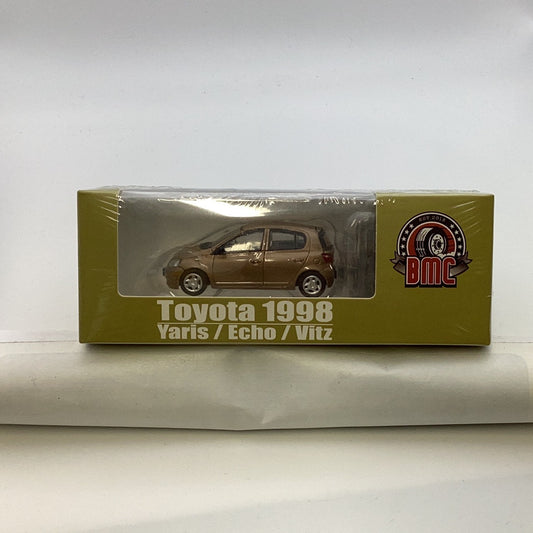 Toyota 1998
Yaris / Echo / Vitz
BMC